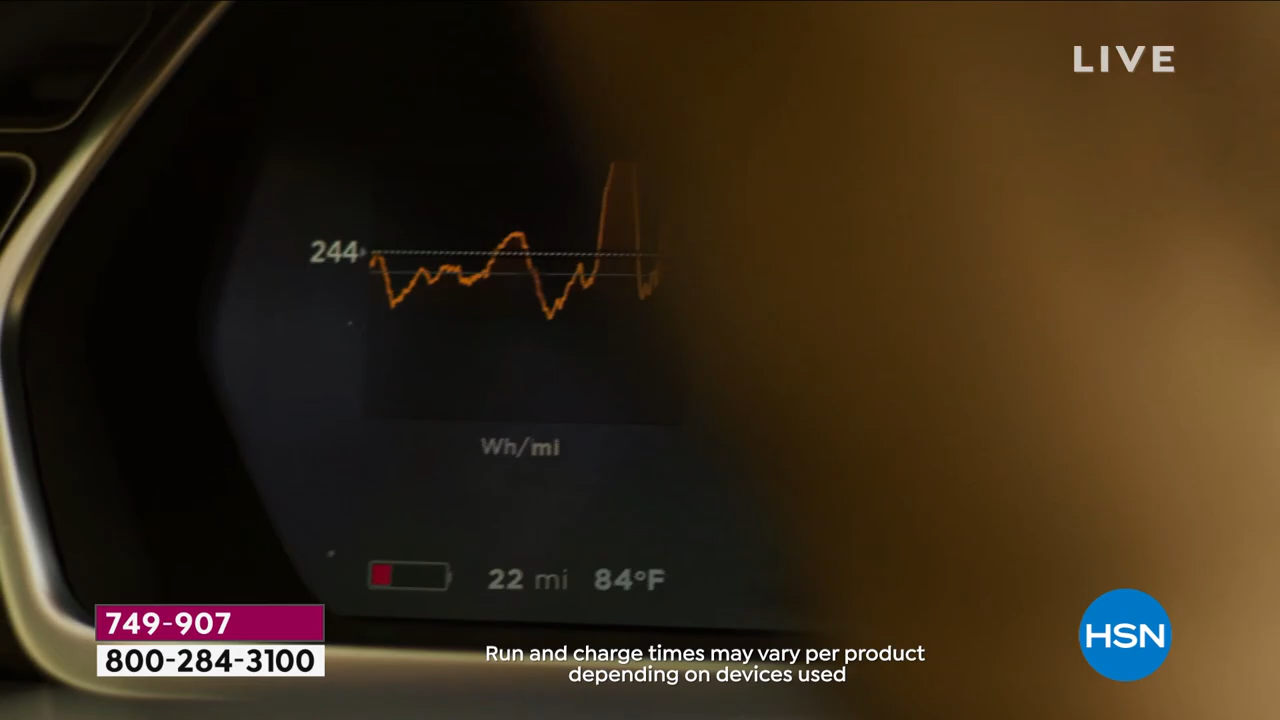 LIVE
244
Wh/mi
22 mi 84°F
749-907
800-284-3100
Run and charge times may vary per product
depending on devices used
HSN